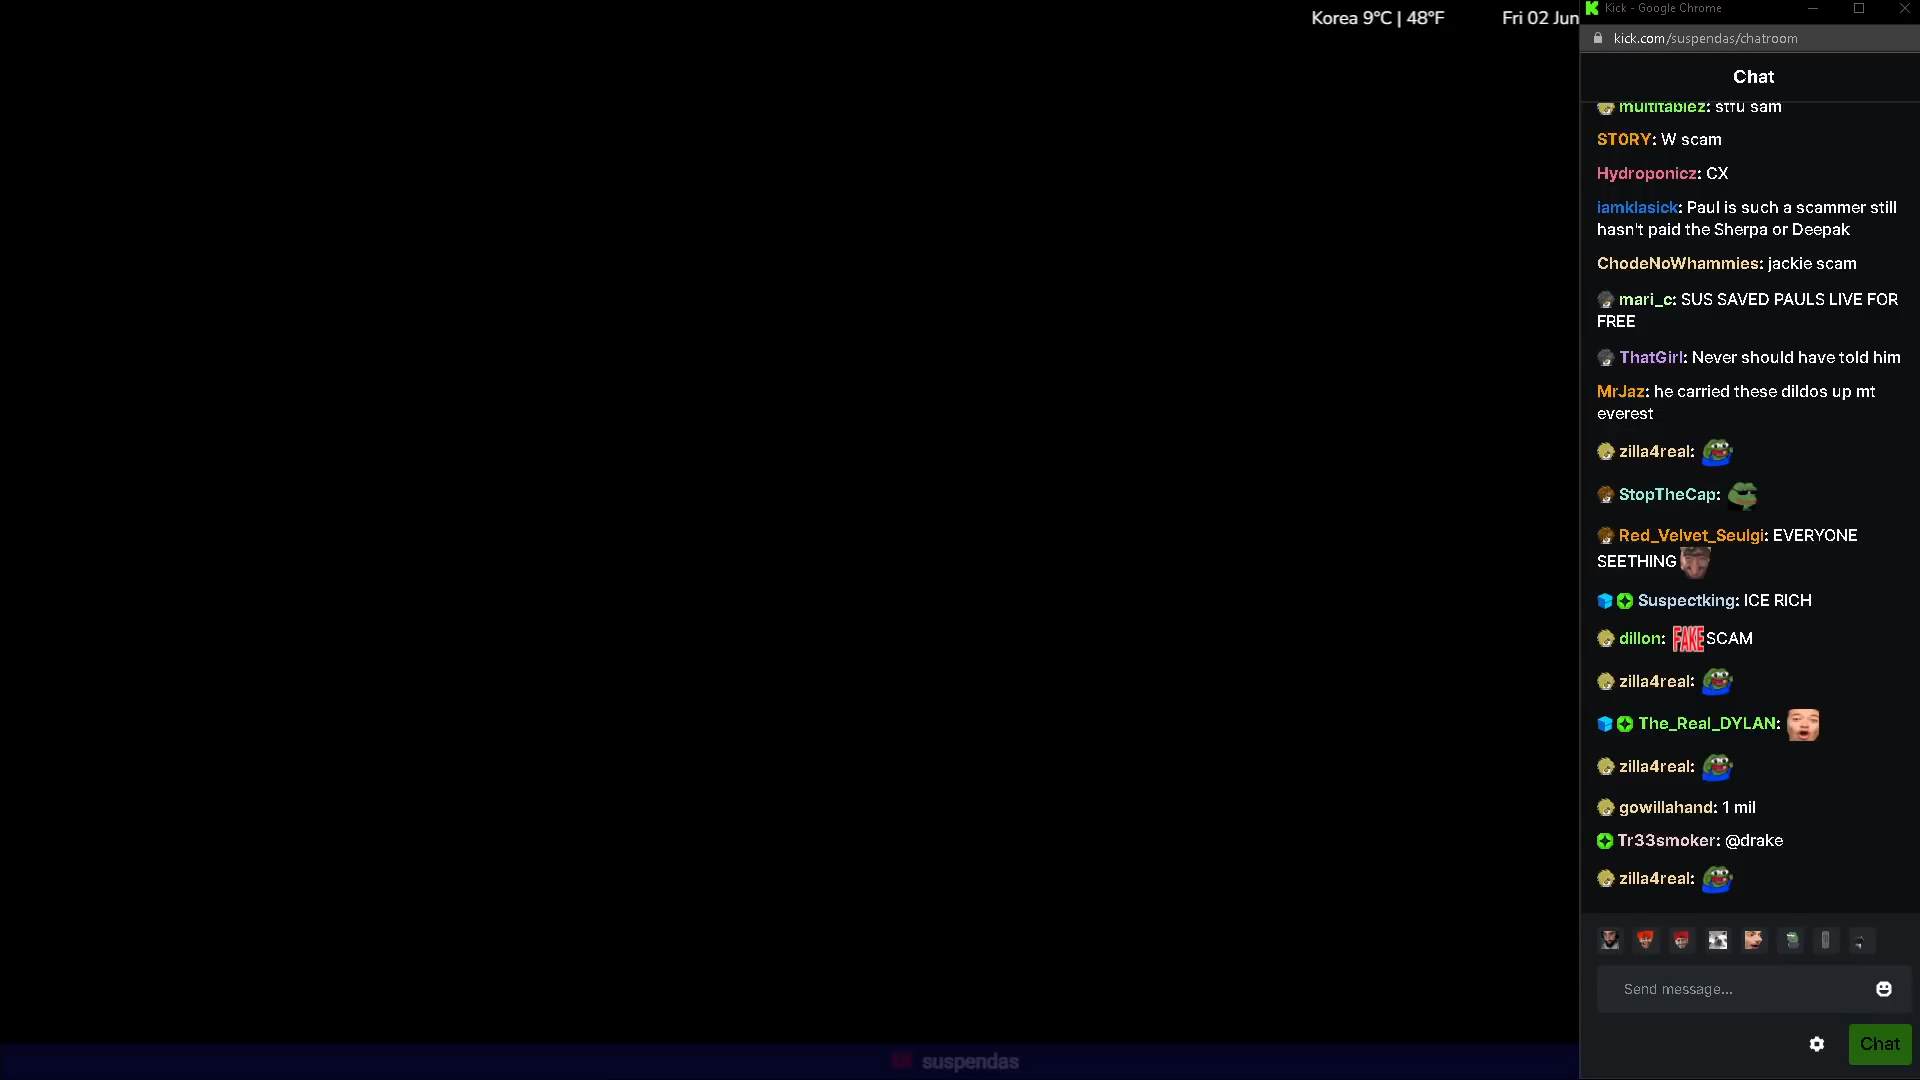 Korea 9°C | 48°F
Fri 02 Jun
Kick - Google Chrome
kick.com/suspendas/chatroom
Chat
multitablez: stfu sam
STORY: W scam
Hydroponicz: CX
iamklasick: Paul is such a scammer still
hasn't paid the Sherpa or Deepak
ChodeNoWhammies: jackie scam
mari_c: SUS SAVED PAULS LIVE FOR
FREE
ThatGirl: Never should have told him
MrJaz: he carried these dildos up mt
everest
zilla4real:
StopTheCap:
Red_Velvet_Seulgi: EVERYONE
SEETHING
Suspectking: ICE RICH
dillon: FAKE SCAM
zilla4real:
The_Real_DYLAN:
zilla4real:
gowillahand: 1 mil
Tr33smoker: @drake
zilla4real:
Send message...
Chat
suspendas